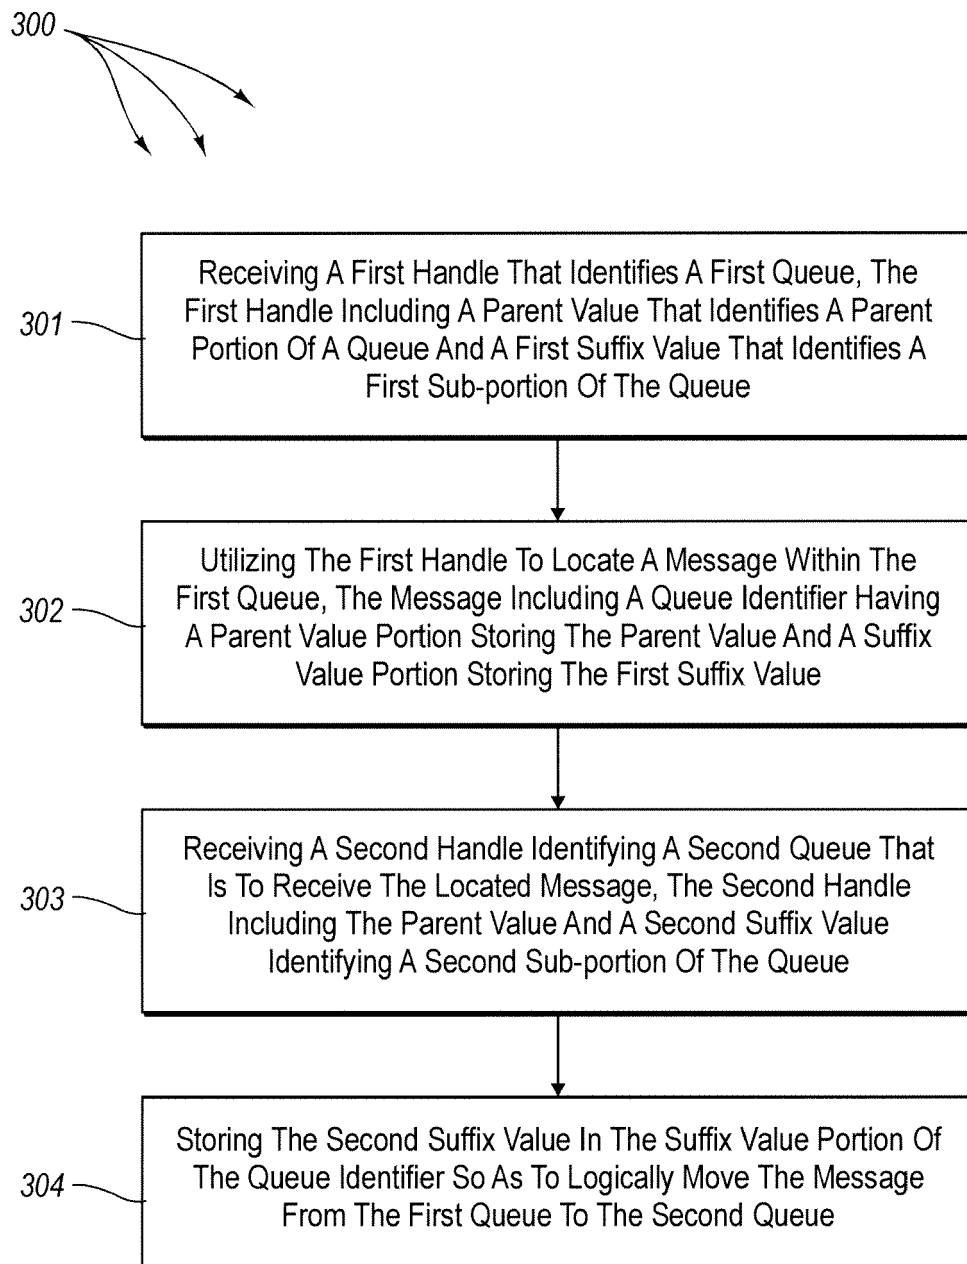 300
301
Receiving A First Handle That Identifies A First Queue, The
First Handle Including A Parent Value That Identifies A Parent
Portion Of A Queue And A First Suffix Value That Identifies A
First Sub-portion Of The Queue
302
Utilizing The First Handle To Locate A Message Within The
First Queue, The Message Including A Queue Identifier Having
A Parent Value Portion Storing The Parent Value And A Suffix
Value Portion Storing The First Suffix Value
303
Receiving A Second Handle Identifying A Second Queue That
Is To Receive The Located Message, The Second Handle
Including The Parent Value And A Second Suffix Value
Identifying A Second Sub-portion Of The Queue
304
Storing The Second Suffix Value In The Suffix Value Portion Of
The Queue Identifier So As To Logically Move The Message
From The First Queue To The Second Queue